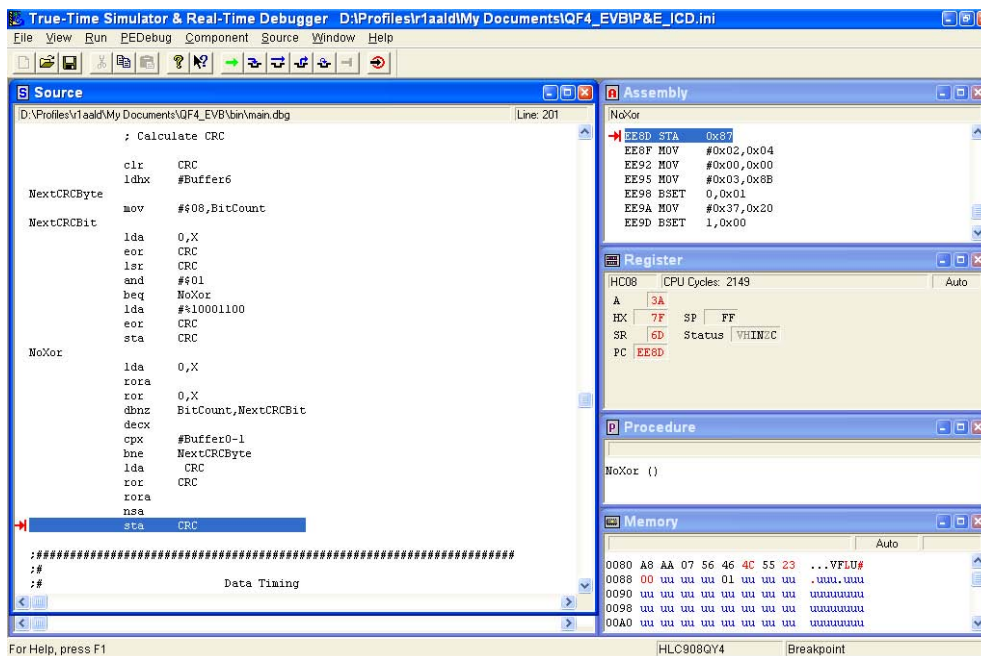 True-Time Simulator & Real-Time Debugger D:\Profiles\r1aald\My Documents\QF4_EVB\P&E_ICD.ini
File View Run PEDebug Component Source Window Help
Source
D:\Profiles\r1aald\My Documents\QF4_EVB\bin\main.dbg Line: 201
; Calculate CRC
clr CRC
ldhx #Buffer6
NextCRCByte
mov #$08,BitCount
NextCRCBit
lda 0,X
eor CRC
lsr CRC
and #$01
beq NoXor
lda #%10001100
eor CRC
sta CRC
NoXor
lda 0,X
rora
ror 0,X
dbnz BitCount,NextCRCBit
decx
cpx #Buffer0-1
bne NextCRCByte
lda CRC
ror CRC
rora
nsa
sta CRC
;########################################################################
;#
;# Data Timing
Assembly
NoXor
EE8D STA 0x87
EE8F MOV #0x02,0x04
EE92 MOV #0x00,0x00
EE95 MOV #0x03,0x8B
EE98 BSET 0,0x01
EE9A MOV #0x37,0x20
EE9D BSET 1,0x00
Register
HC08 CPU Cycles: 2149 Auto
A 3A
HX 7F SP FF
SR 6D Status VHINZC
PC EE8D
Procedure
NoXor ()
Memory
Auto
0080 A8 AA 07 56 46 4C 55 23 ...VFLU#
0088 00 uu uu uu 01 uu uu uu .uuu.uuu
0090 uu uu uu uu uu uu uu uu uuuuuuuu
0098 uu uu uu uu uu uu uu uu uuuuuuuu
00A0 uu uu uu uu uu uu uu uu uuuuuuuu
For Help, press F1 HLC908QY4 Breakpoint